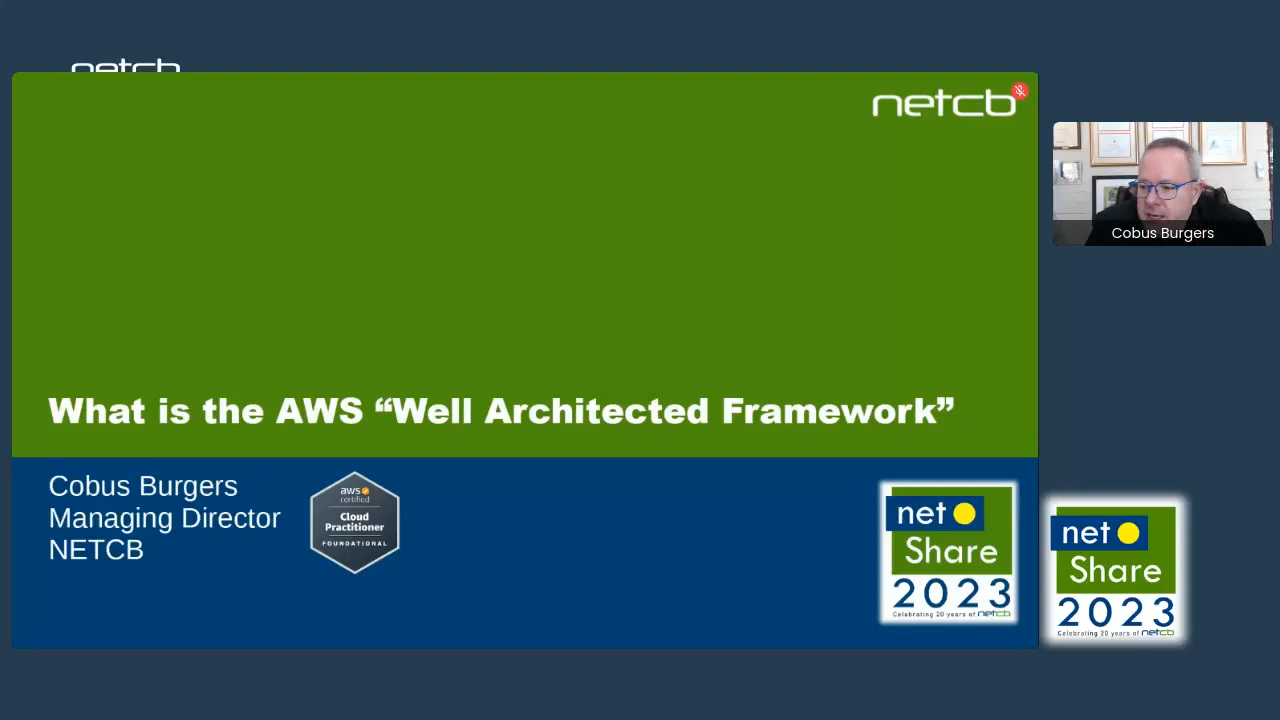 netcb
netcb
Cobus Burgers
What is the AWS “Well Architected Framework”
Cobus Burgers
Managing Director
NETCB
aws
certified
Cloud
Practitioner
FOUNDATIONAL
net
Share
2023
Celebrating 20 years of netcb
net
Share
2023
Celebrating 20 years of netcb